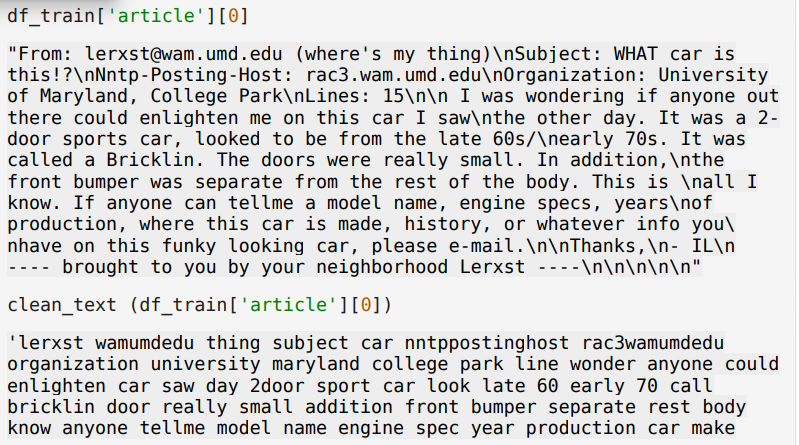 df_train['article'][0]
"From: lerxst@wam.umd.edu (where's my thing)\nSubject: WHAT car is
this!?\nNntp-Posting-Host: rac3.wam.umd.edu\nOrganization: University
of Maryland, College Park\nLines: 15\n\n I was wondering if anyone out
there could enlighten me on this car I saw\nthe other day. It was a 2-
door sports car, looked to be from the late 60s/\nearly 70s. It was
called a Bricklin. The doors were really small. In addition,\nthe
front bumper was separate from the rest of the body. This is \nall I
know. If anyone can tellme a model name, engine specs, years\nof
production, where this car is made, history, or whatever info you\
nhave on this funky looking car, please e-mail.\n\nThanks,\n- IL\n
---- brought to you by your neighborhood Lerxst ----\n\n\n\n\n"
clean_text (df_train['article'][0])
'lerxst wamumdedu thing subject car nntppostinghost rac3wamumdedu
organization university maryland college park line wonder anyone could
enlighten car saw day 2door sport car look late 60 early 70 call
bricklin door really small addition front bumper separate rest body
know anyone tellme model name engine spec year production car make